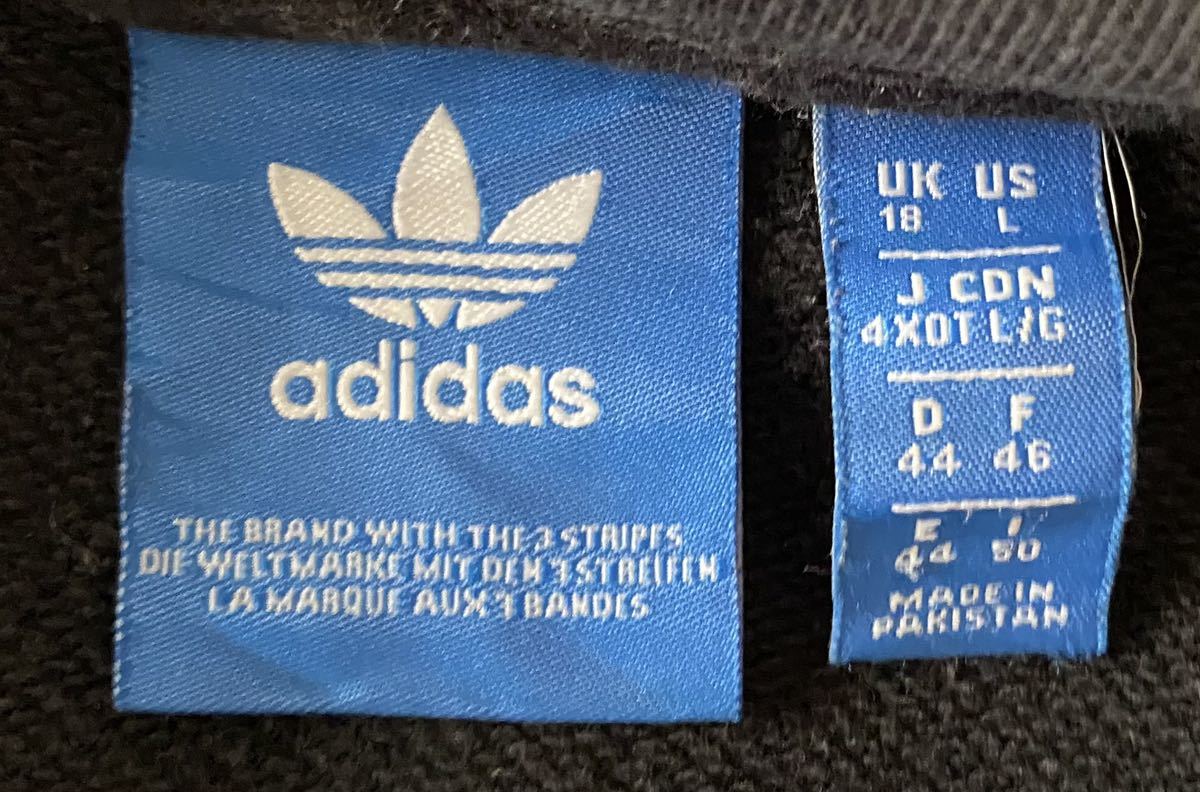 adidas
THE BRAND WITH THE 3 STRIPES
DIE WELTMARKE MIT DEN 3 STREIFEN
LA MARQUE AUX 3 BANDES
UK US
18 L
J CDN
4XOT L/G
D F
44 46
E I
44 50
MADE IN
PAKISTAN